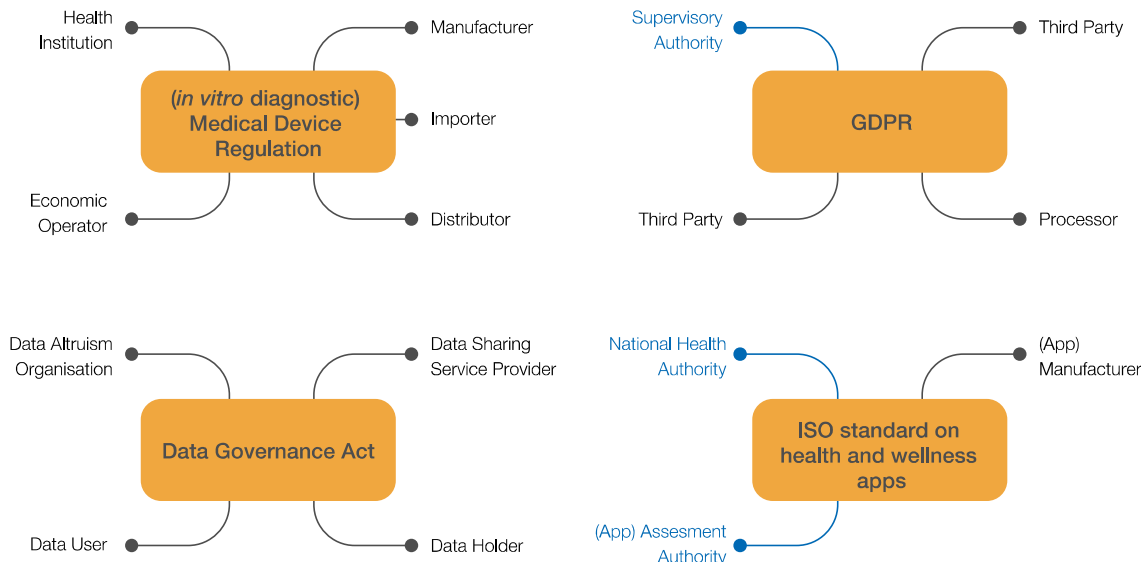 Health
Institution
Manufacturer
(in vitro diagnostic)
Medical Device
Regulation
Importer
Economic
Operator
Distributor
Supervisory
Authority
Third Party
GDPR
Third Party
Processor
Data Altruism
Organisation
Data Sharing
Service Provider
Data Governance Act
Data User
Data Holder
National Health
Authority
(App)
Manufacturer
ISO standard on
health and wellness
apps
(App) Assesment
Authority